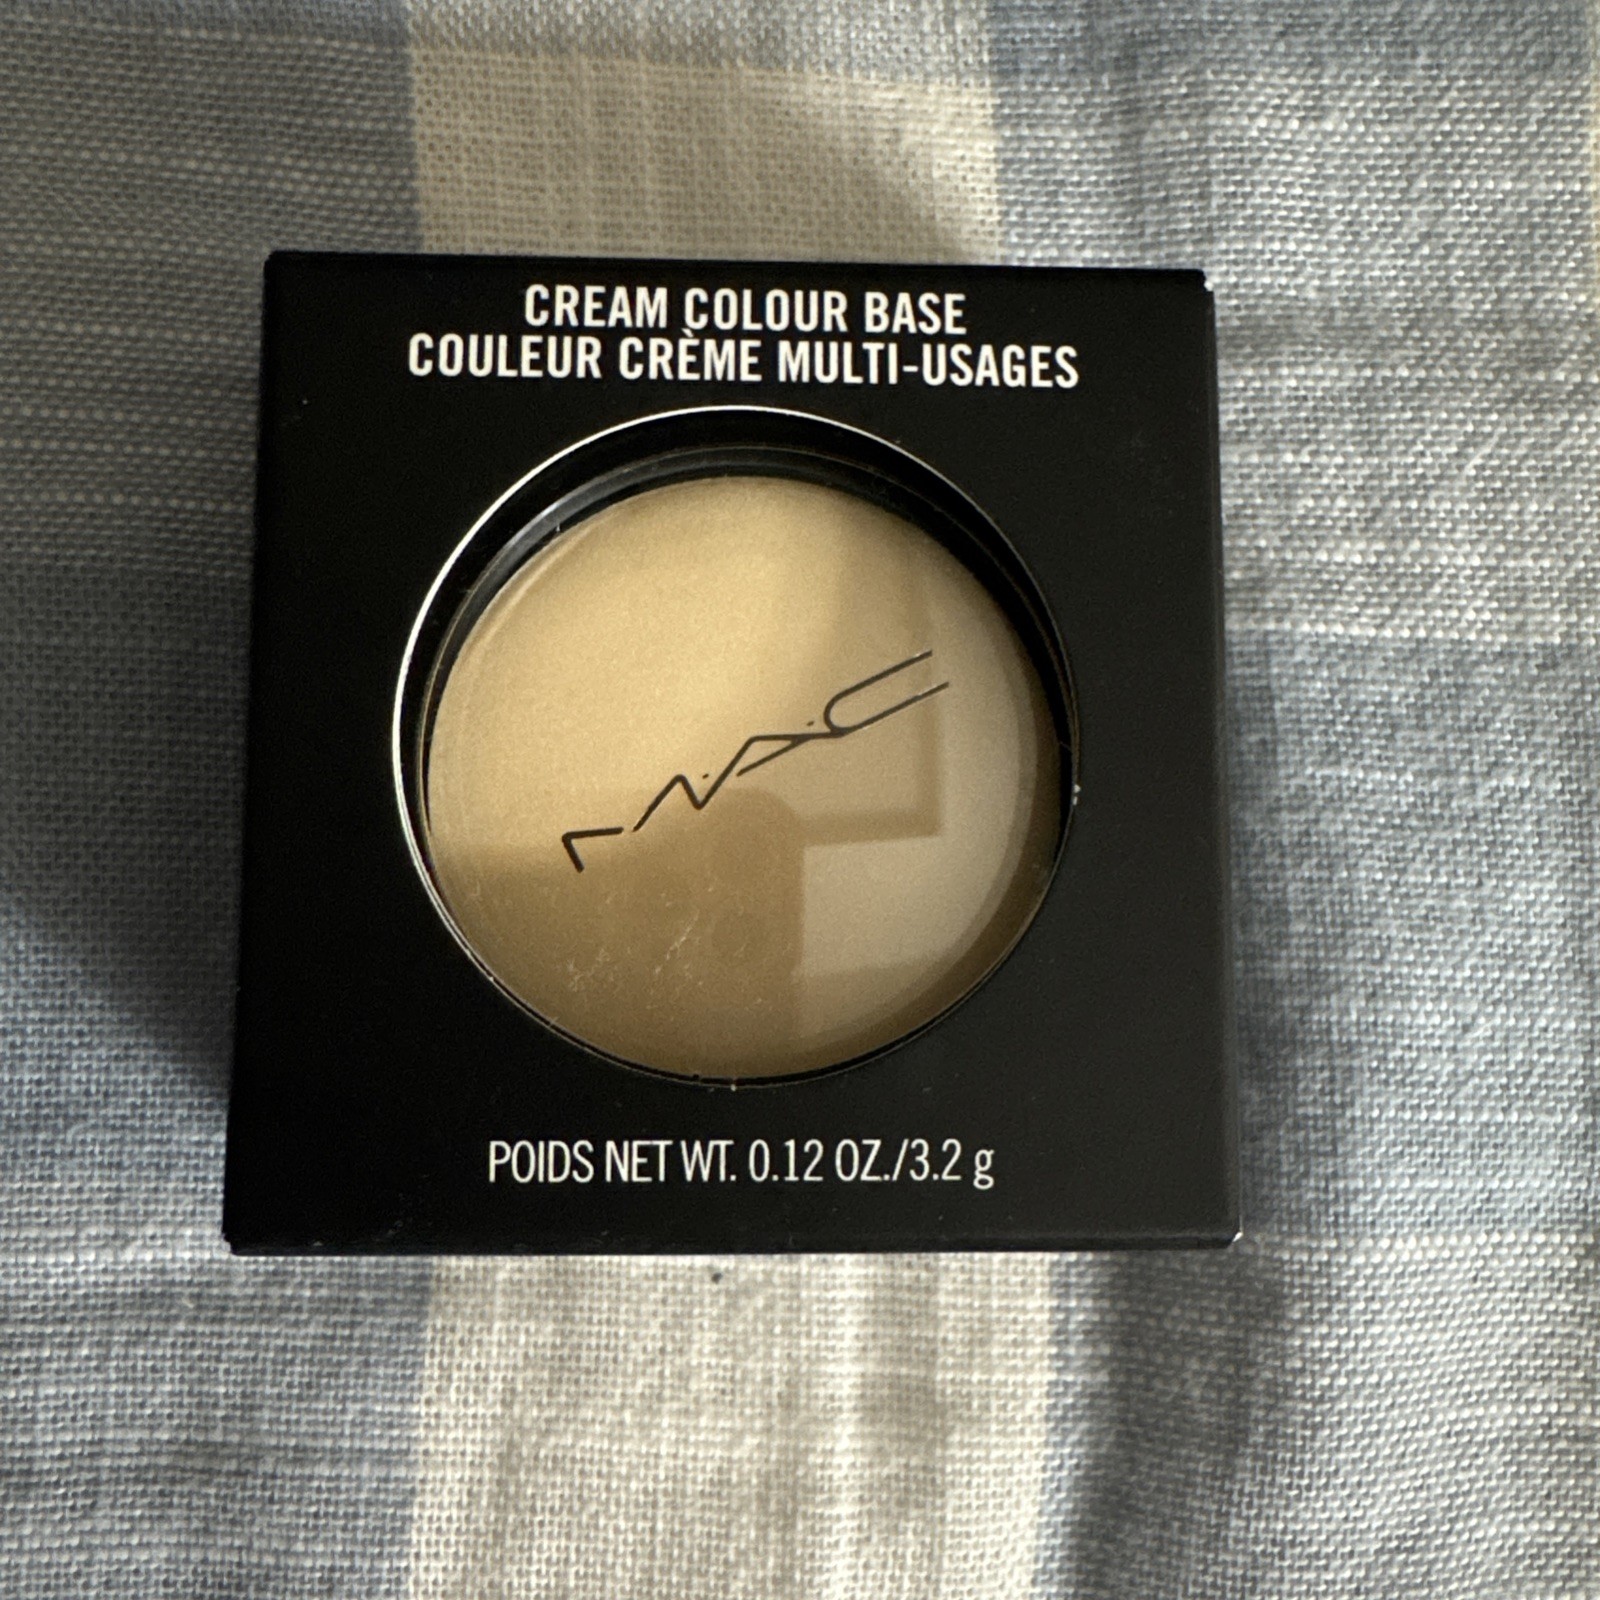 CREAM COLOUR BASE
COULEUR CRÈME MULTI-USAGES
MAC
POIDS NET WT. 0.12 OZ./3.2 g